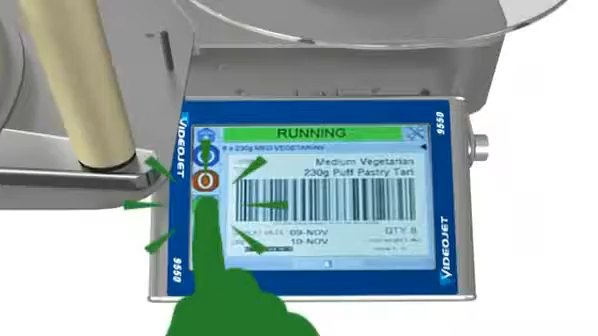 RUNNING
8 x 230g MED VEGETARIAN
Medium Vegetarian
230g Puff Pastry Tart
09-NOV
QTY 8
10-NOV
VIDEOJET
9550
9550
VIDEOJET